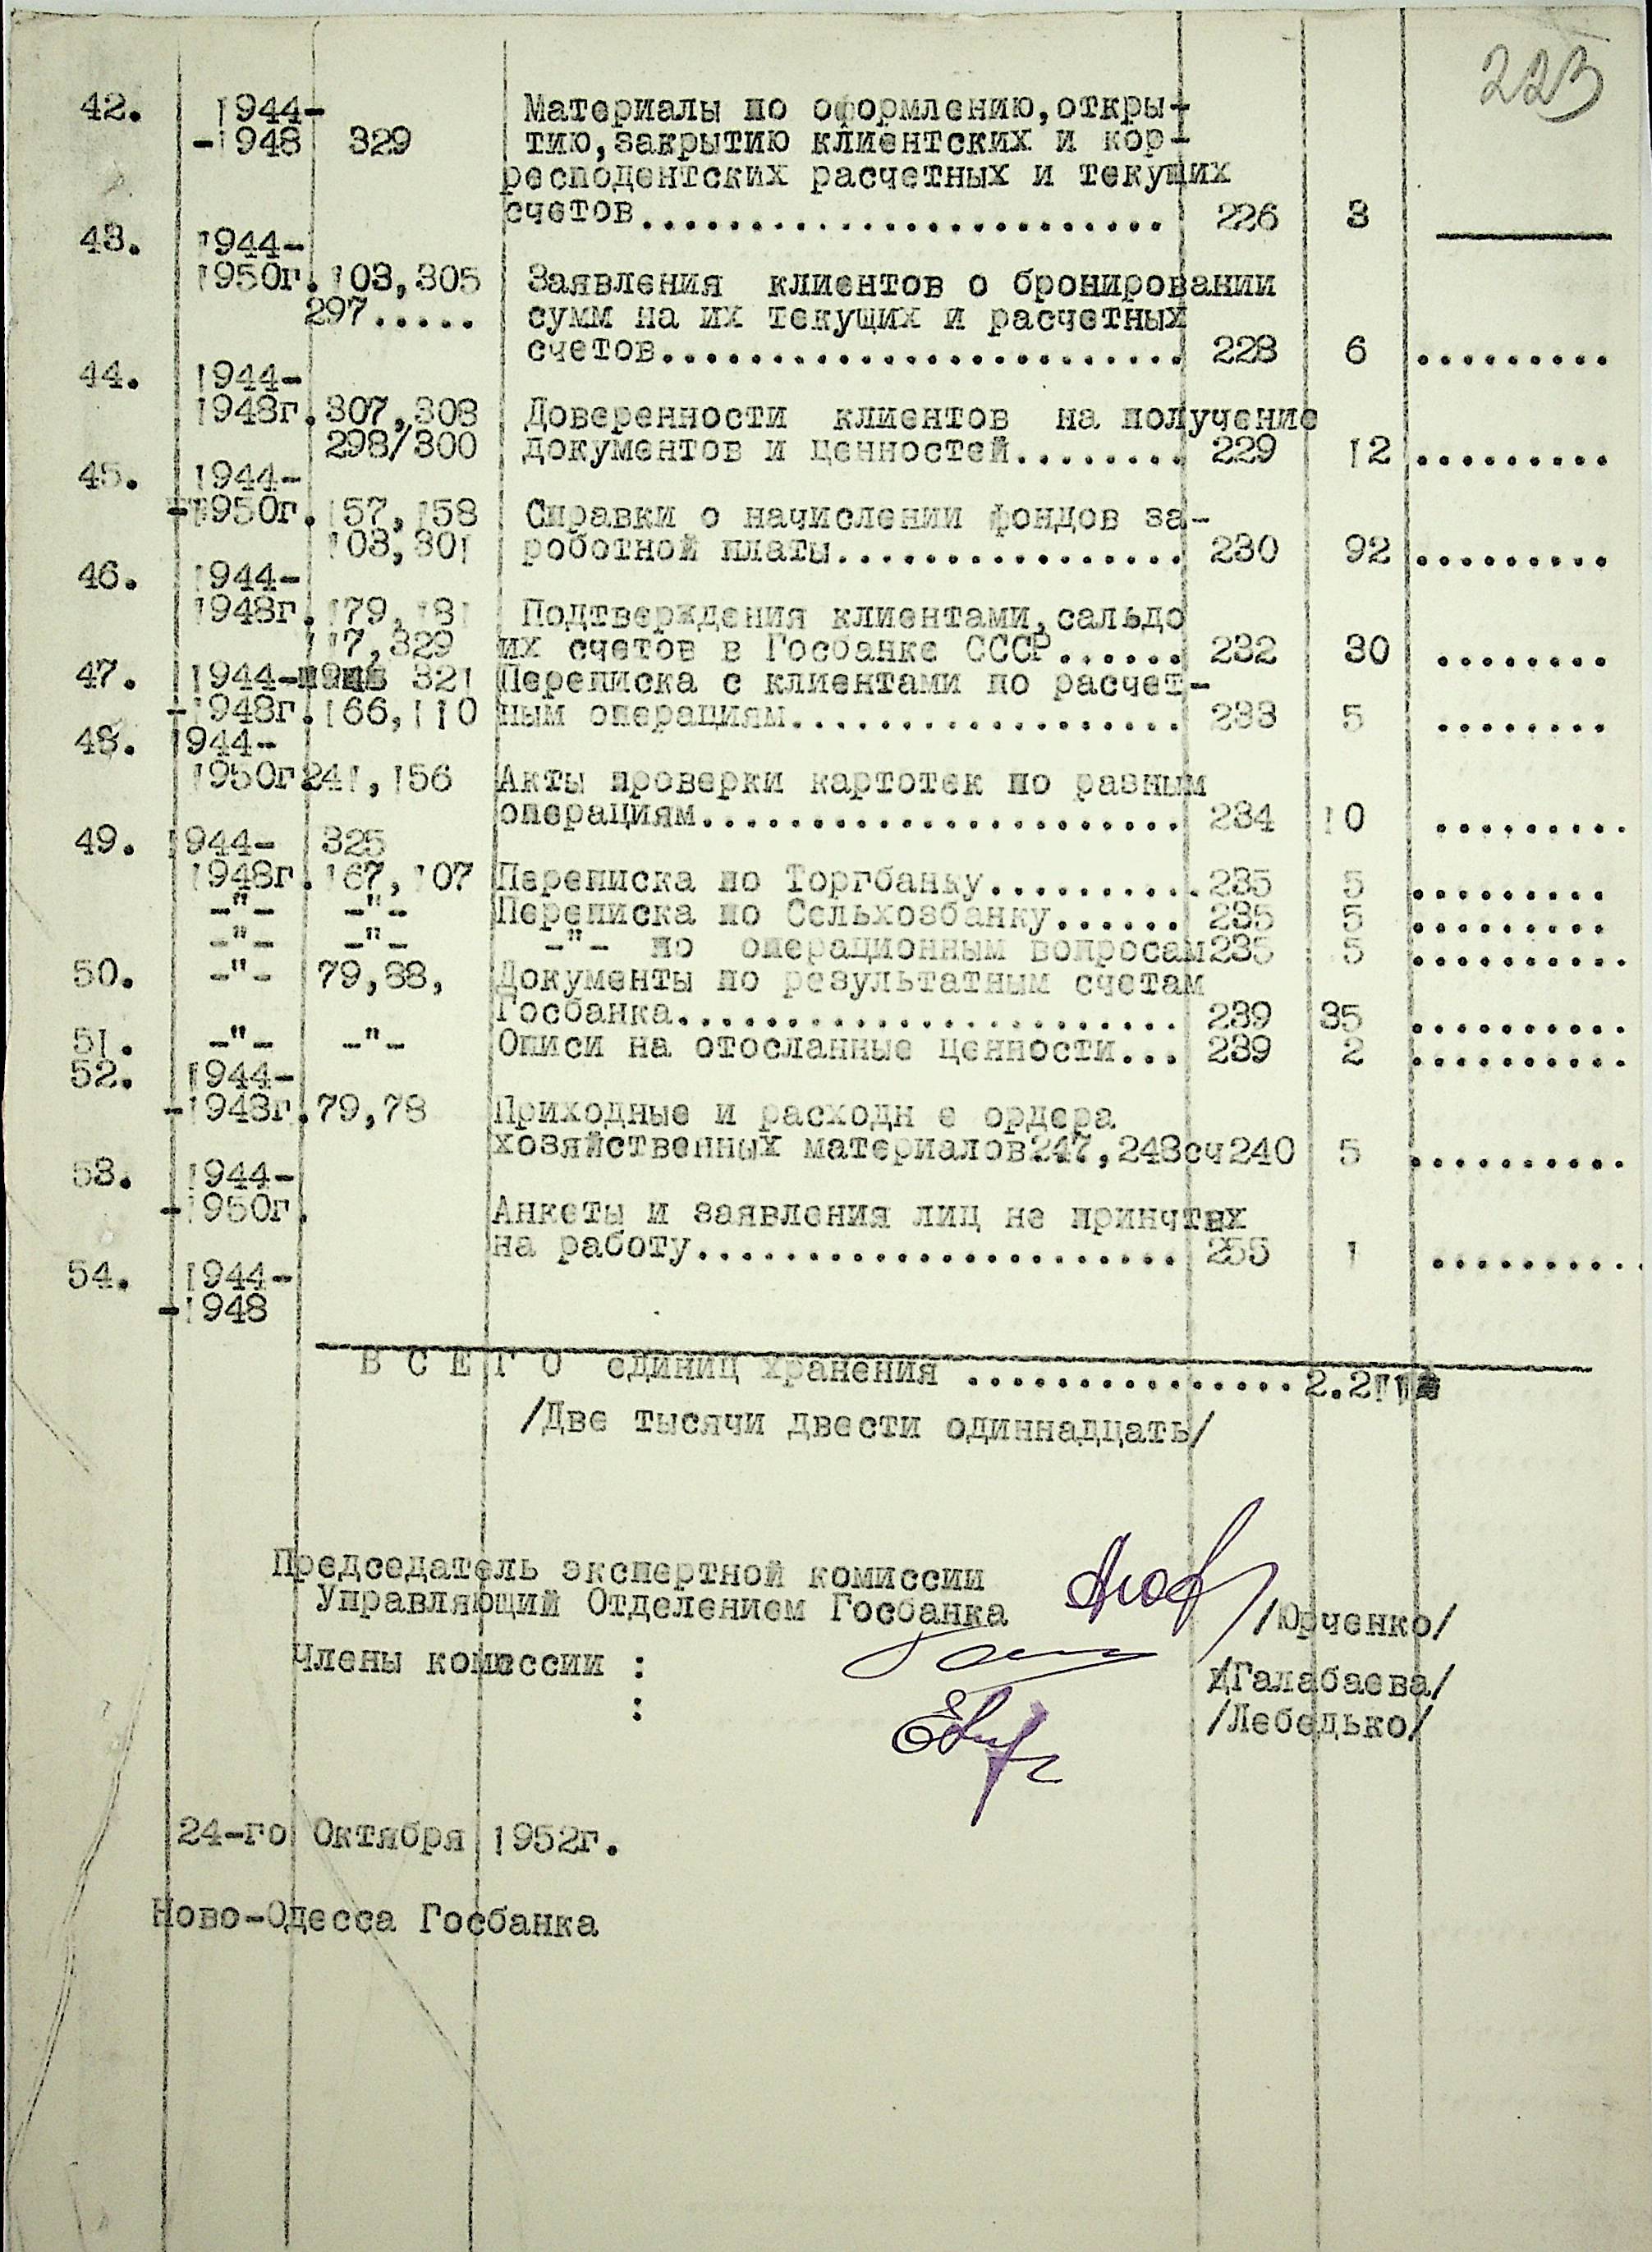 223
42. 1944- Материалы по оформлению,откры-
-1948 329 тию,закрытию клиентских и кор-
респодентских расчетных и текущих
счетов........................ 226 3
43. 1944-
1950г. 103,305 Заявления клиентов о бронировании
297..... сумм на их текущих и расчетных
счетов........................ 228 6 .........
44. 1944-
1948г. 307,308 Доверенности клиентов на получение
298/300 документов и ценностей........ 229 12 .........
45. 1944-
-1950г. 157,158 Справки о начислении фондов за-
103,301 роботной платы................ 230 92 .........
46. 1944-
1948г. 179,181 Подтверждения клиентами,сальдо
117,329 их счетов в Госбанке СССР...... 232 30 ........
47. 1944- 321 Переписка с клиентами по расчет-
-1948г. 166,110 ным операциям.................. 233 5 ........
48. 1944-
1950г 241,156 Акты проверки картотек по разным
операциям...................... 234 10 .........
49. 1944- 325
1948г. 167,107 Переписка по Торгбанку.......... 235 5 .........
-"- -"- Переписка по Сельхозбанку...... 235 5 .........
-"- -"- -"- по операционным вопросам 235 5 ..........
50. -"- 79,88, Документы по результатным счетам
Госбанка....................... 239 35 ..........
51. -"- -"- Описи на отосланные ценности... 239 2 ..........
52. 1944-
-1948г. 79,78 Приходные и расходн е ордера
хозяйственных материалов247,248сч 240 5 ..........
53. 1944-
-1950г. Анкеты и заявления лиц не принчтых
на работу...................... 255 1 ..........
54. 1944-
-1948
В С Е Г О единиц хранения ............... 2.211
/Две тысячи двести одиннадцать/
Председатель экспертной комиссии
Управляющий Отделением Госбанка /Юрченко/
Члены комиссии : /Галабаева/
: /Лебедько/
24-го Октября 1952г.
Ново-Одесса Госбанка